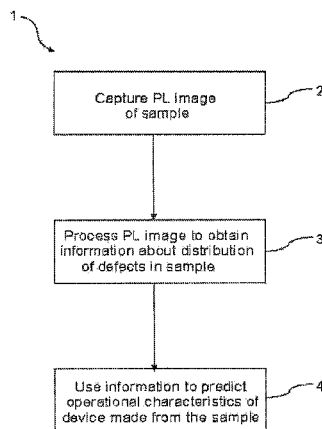 1
Capture PL image
of sample
2
Process PL image to obtain
information about distribution
of defects in sample
3
Use information to predict
operational characteristics of
device made from the sample
4